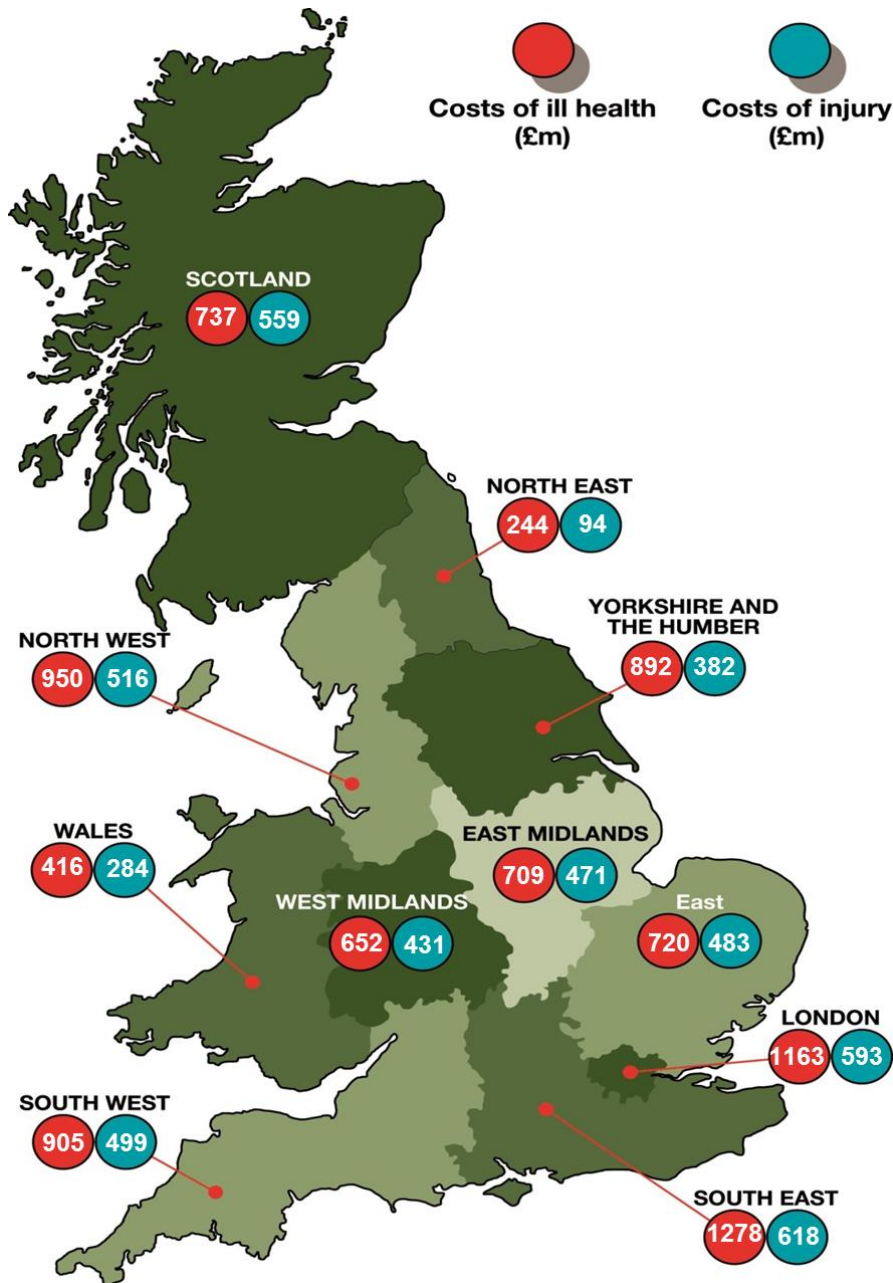 Costs of ill health
(£m)
Costs of injury
(£m)
SCOTLAND
737 559
NORTH EAST
244 94
YORKSHIRE AND
THE HUMBER
892 382
NORTH WEST
950 516
WALES
416 284
EAST MIDLANDS
709 471
WEST MIDLANDS
652 431
East
720 483
LONDON
1163 593
SOUTH WEST
905 499
SOUTH EAST
1278 618